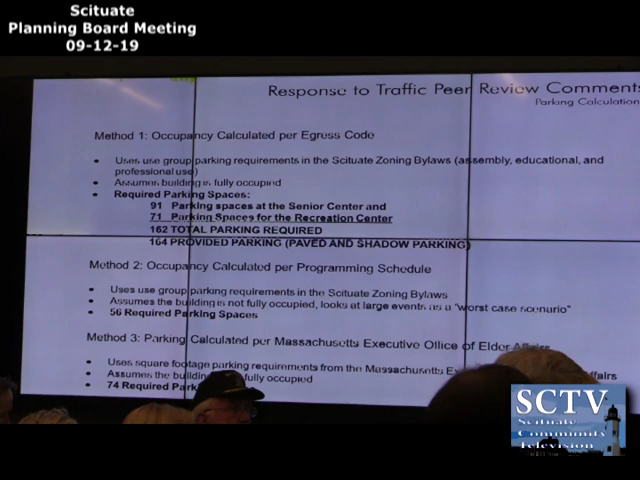 Scituate
Planning Board Meeting
09-12-19
Response to Traffic Peer Review Comments
Parking Calculation
Method 1: Occupancy Calculated per Egress Code
• Uses use group parking requirements in the Scituate Zoning Bylaws (assembly, educational, and
professional use)
• Assumes building is fully occupied
• Required Parking Spaces:
91 Parking spaces at the Senior Center and
71 Parking Spaces for the Recreation Center
162 TOTAL PARKING REQUIRED
164 PROVIDED PARKING (PAVED AND SHADOW PARKING)
Method 2: Occupancy Calculated per Programming Schedule
• Uses use group parking requirements in the Scituate Zoning Bylaws
• Assumes the building is not fully occupied, looks at large events as a "worst case scenario"
• 56 Required Parking Spaces
Method 3: Parking Calculated per Massachusetts Executive Office of Elder Affairs
• Uses square footage parking requirements from the Massachusetts Affairs
• Assumes the building fully occupied
• 74 Required
SCTV
Scituate
Community
Television